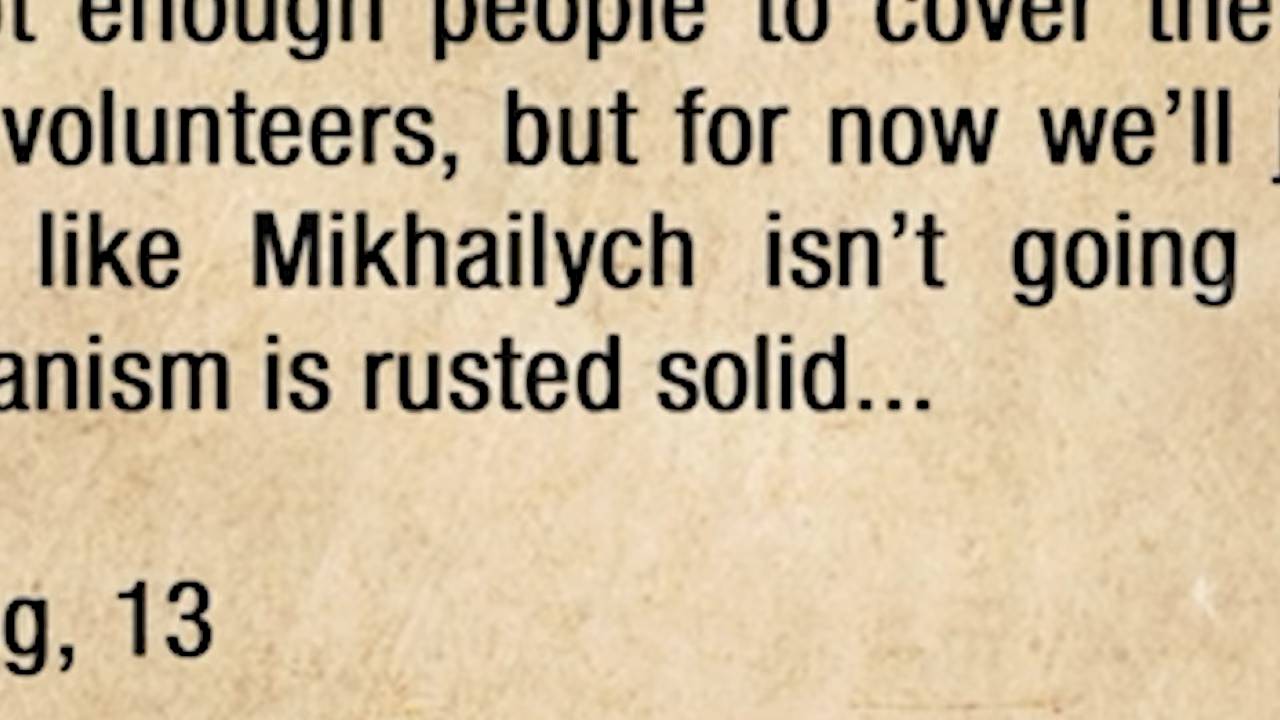 enough people to cover the
volunteers, but for now we’ll
like Mikhailych isn’t going
anism is rusted solid...
g, 13